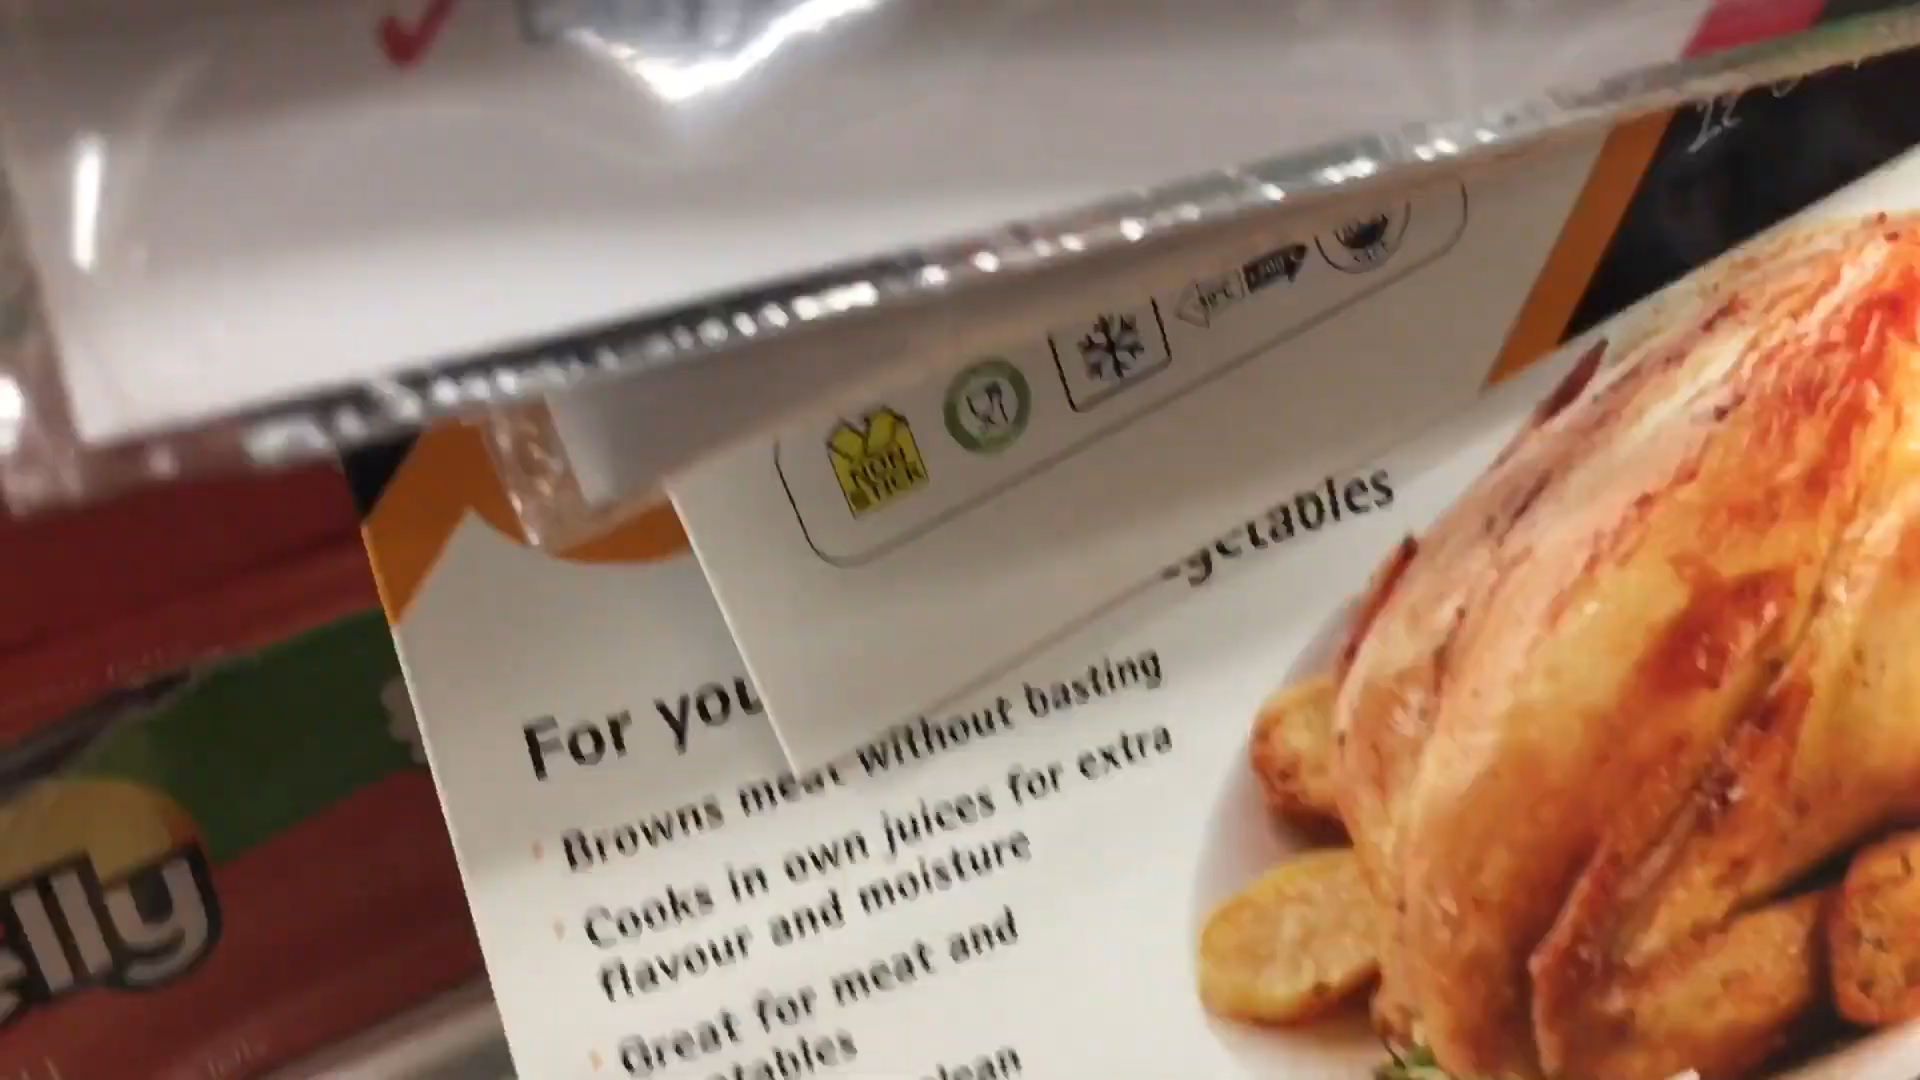 NON
STICK
getables
For you
Browns meat without basting
Cooks in own juices for extra
flavour and moisture
Great for meat and
etables
clean
elly